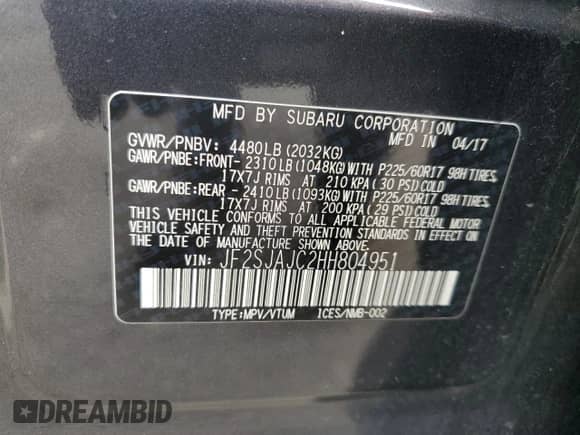 MFD BY SUBARU CORPORATION
GVWR/PNBV: 4480LB (2032KG) MFD IN 04/17
GAWR/PNBE:FRONT- 2310LB (1048KG) WITH P225/60R17 98H TIRES,
17X7J RIMS AT 210 KPA (30 PSI) COLD
GAWR/PNBE:REAR - 2410LB (1093KG) WITH P225/60R17 98H TIRES,
17X7J RIMS AT 200 KPA (29 PSI) COLD
THIS VEHICLE CONFORMS TO ALL APPLICABLE FEDERAL MOTOR
VEHICLE SAFETY AND THEFT PREVENTION STANDARDS IN EFFECT
ON THE DATE OF MANUFACTURE SHOWN ABOVE.
VIN: JF2SJAJC2HH804951
TYPE:MPV/VTUM ICES/NMB-002
DREAMBID